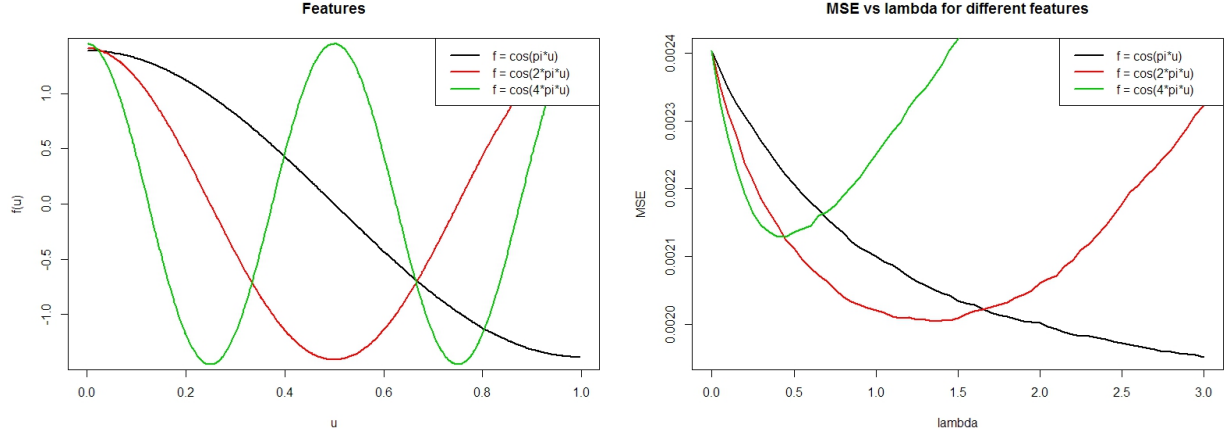 Features
f(u)
1.0
0.5
0.0
-0.5
-1.0
f = cos(pi*u)
f = cos(2*pi*u)
f = cos(4*pi*u)
0.0 0.2 0.4 0.6 0.8 1.0
u
MSE vs lambda for different features
MSE
0.0024
0.0023
0.0022
0.0021
0.0020
f = cos(pi*u)
f = cos(2*pi*u)
f = cos(4*pi*u)
0.0 0.5 1.0 1.5 2.0 2.5 3.0
lambda